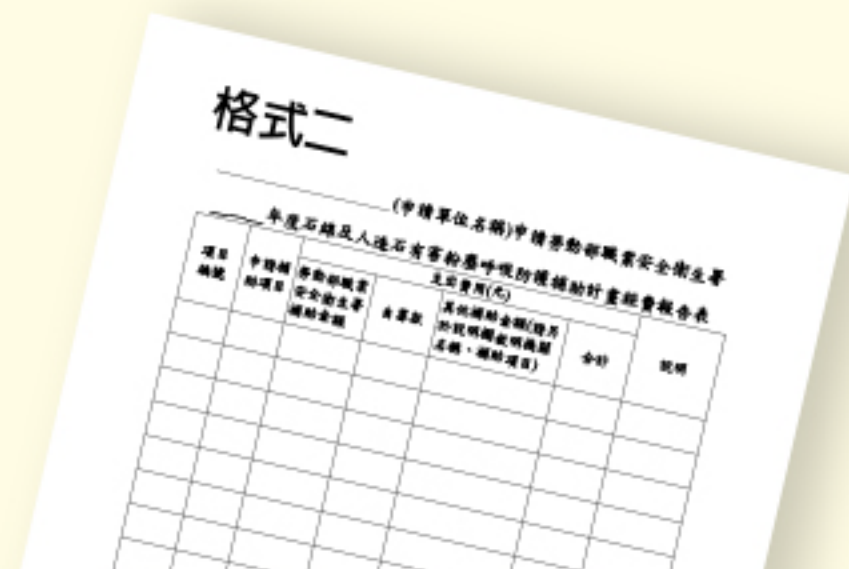 格式二
(申請單位名稱)申請勞動部職業安全衛生署
年度石綿及人造石有害粉塵呼吸防護補助計畫經費報告表
項目
編號
申請補
助項目
支出費用(元)
勞動部職業
安全衛生署
補助金額
自籌款
其他補助金額(請另
於說明欄敘明機關
名稱、補助項目)
合計
說明